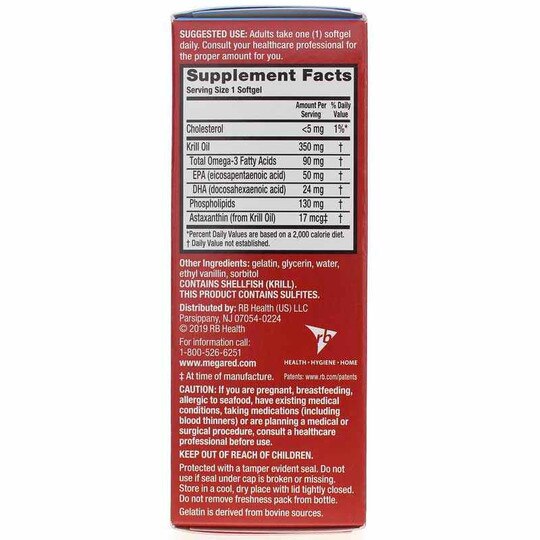 SUGGESTED USE: Adults take one (1) softgel
daily. Consult your healthcare professional for
the proper amount for you.
Supplement Facts
Serving Size 1 Softgel
Amount Per Serving % Daily Value
Cholesterol <5 mg 1%*
Krill Oil 350 mg †
Total Omega-3 Fatty Acids 90 mg †
EPA (eicosapentaenoic acid) 50 mg †
DHA (docosahexaenoic acid) 24 mg †
Phospholipids 130 mg †
Astaxanthin (from Krill Oil) 17 mcg‡ †
*Percent Daily Values are based on a 2,000 calorie diet.
† Daily Value not established.
Other Ingredients: gelatin, glycerin, water,
ethyl vanillin, sorbitol
CONTAINS SHELLFISH (KRILL).
THIS PRODUCT CONTAINS SULFITES.
Distributed by: RB Health (US) LLC
Parsippany, NJ 07054-0224
© 2019 RB Health
rb
For information call:
1-800-526-6251
www.megared.com
HEALTH • HYGIENE • HOME
‡ At time of manufacture.
Patents: www.rb.com/patents
CAUTION: If you are pregnant, breastfeeding,
allergic to seafood, have existing medical
conditions, taking medications (including
blood thinners) or are planning a medical or
surgical procedure, consult a healthcare
professional before use.
KEEP OUT OF REACH OF CHILDREN.
Protected with a tamper evident seal. Do not
use if seal under cap is broken or missing.
Store in a cool, dry place with lid tightly closed.
Do not remove freshness pack from bottle.
Gelatin is derived from bovine sources.